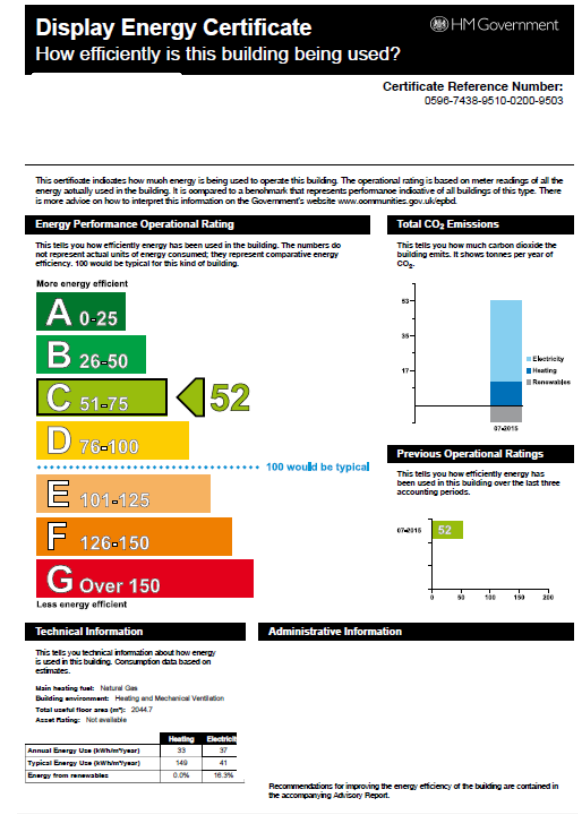 Display Energy Certificate
HM Government
How efficiently is this building being used?
Certificate Reference Number:
0596-7438-9510-0200-9503
This certificate indicates how much energy is being used to operate this building. The operational rating is based on meter readings of all the
energy actually used in the building. It is compared to a benchmark that represents performance indicative of all buildings of this type. There
is more advice on how to interpret this information on the Government's website www.communities.gov.uk/epbd.
Energy Performance Operational Rating
This tells you how efficiently energy has been used in the building. The numbers do
not represent actual units of energy consumed; they represent comparative energy
efficiency. 100 would be typical for this kind of building.
More energy efficient
A 0-25
B 26-50
C 51-75
52
D 76-100
100 would be typical
E 101-125
F 126-150
G Over 150
Less energy efficient
Total CO₂ Emissions
This tells you how much carbon dioxide the
building emits. It shows tonnes per year of
CO₂.
53
35
17
Electricity
Heating
Renewables
07-2015
Previous Operational Ratings
This tells you how efficiently energy has
been used in this building over the last three
accounting periods.
07-2015
52
0 50 100 150 200
Technical Information
This tells you technical information about how energy
is used in this building. Consumption data based on
estimates.
Main heating fuel: Natural Gas
Building environment: Heating and Mechanical Ventilation
Total useful floor area (m²): 2044.7
Asset Rating: Not available
Heating Electricit
Annual Energy Use (kWh/m²/year) 33 37
Typical Energy Use (kWh/m²/year) 149 41
Energy from renewables 0.0% 16.3%
Administrative Information
Recommendations for improving the energy efficiency of the building are contained in
the accompanying Advisory Report.